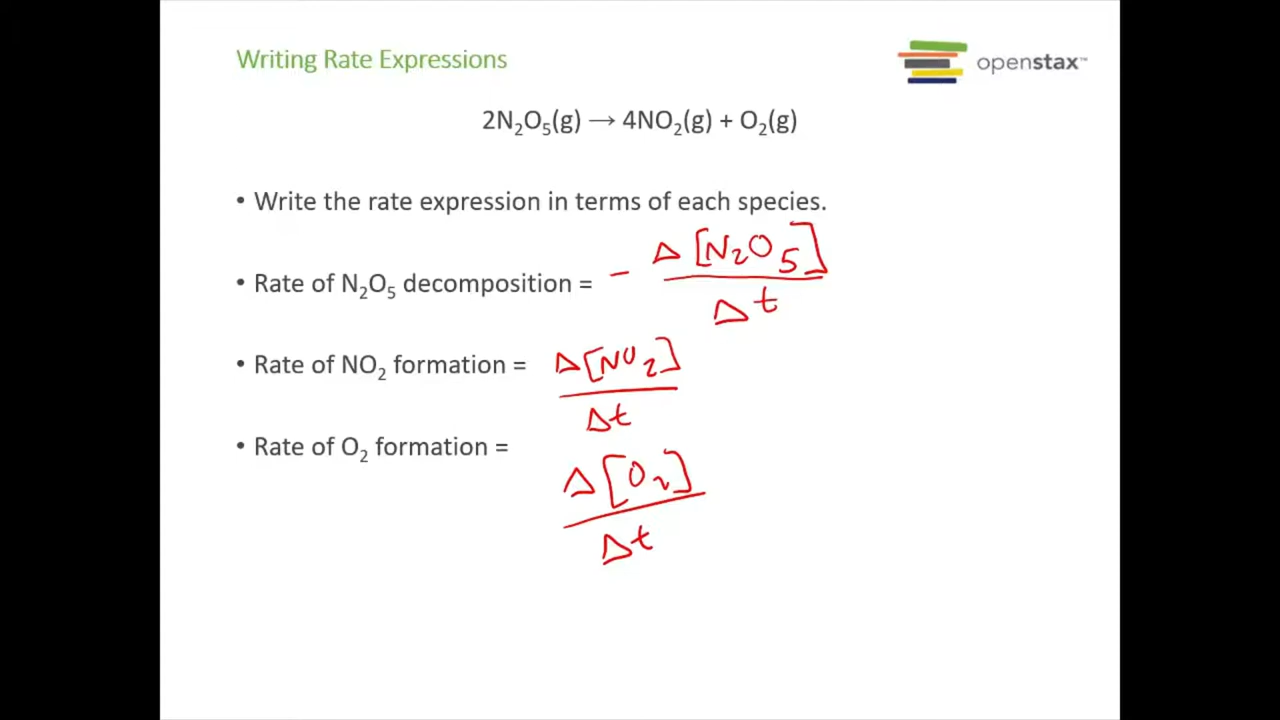 Writing Rate Expressions
openstax™
2N₂O₅(g) → 4NO₂(g) + O₂(g)
• Write the rate expression in terms of each species.
• Rate of N₂O₅ decomposition = − Δ[N₂O₅]
Δt
• Rate of NO₂ formation = Δ[NO₂]
Δt
• Rate of O₂ formation =
Δ[O₂]
Δt